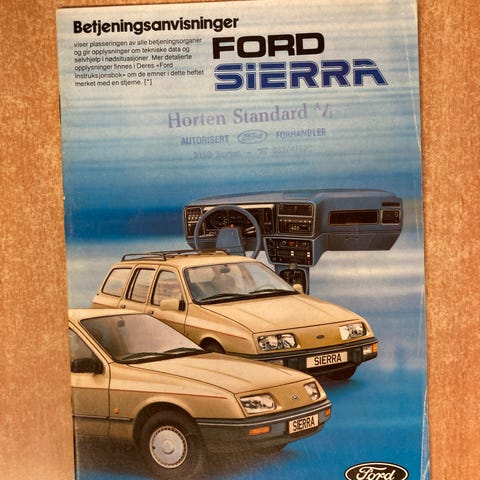 Betjeningsanvisninger
viser plasseringen av alle betjeningsorganer
og gir opplysninger om tekniske data og
selvhjelp i nødsituasjoner. Mer detaljerte
opplysninger finnes i Deres «Ford
Instruksjonsbok» om de emner i dette heftet
merket med en stjerne. [*]
FORD
SIERRA
Horten Standard A/S
AUTORISERT Ford FORHANDLER
Horten
SIERRA
SIERRA
Ford